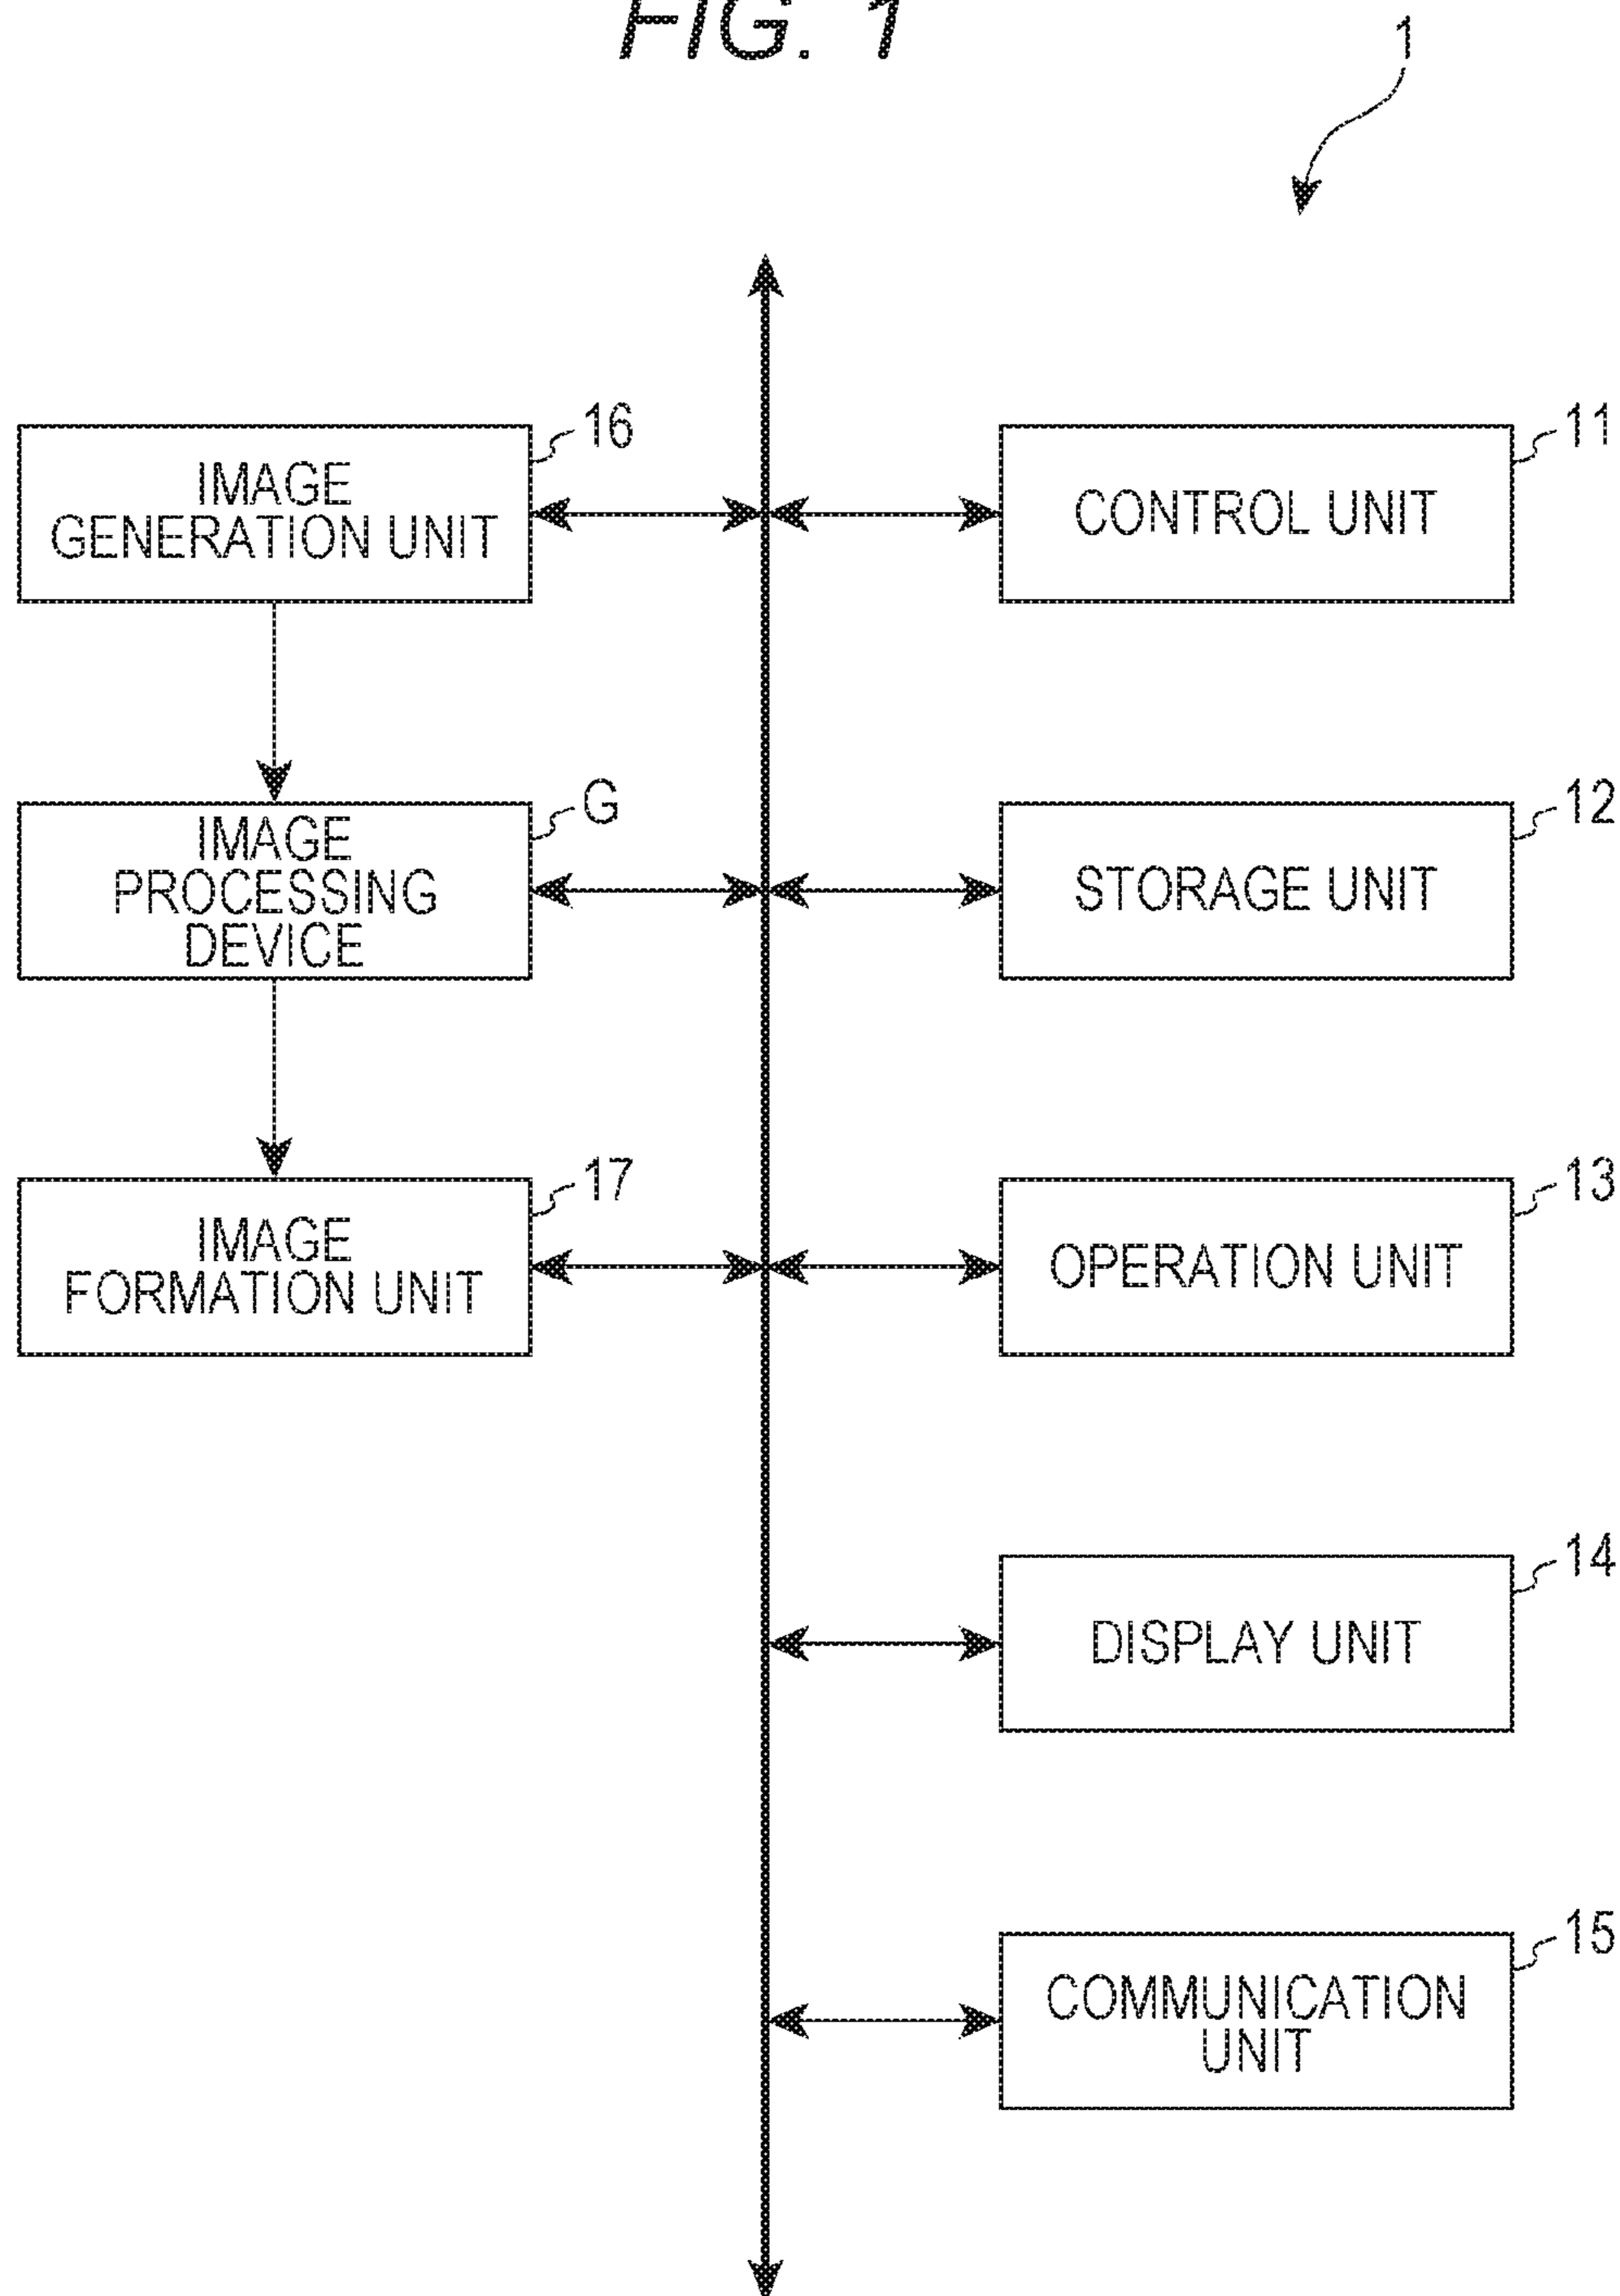 FIG. 1
1
16
IMAGE
GENERATION UNIT
11
CONTROL UNIT
G
IMAGE
PROCESSING
DEVICE
12
STORAGE UNIT
17
IMAGE
FORMATION UNIT
13
OPERATION UNIT
14
DISPLAY UNIT
15
COMMUNICATION
UNIT